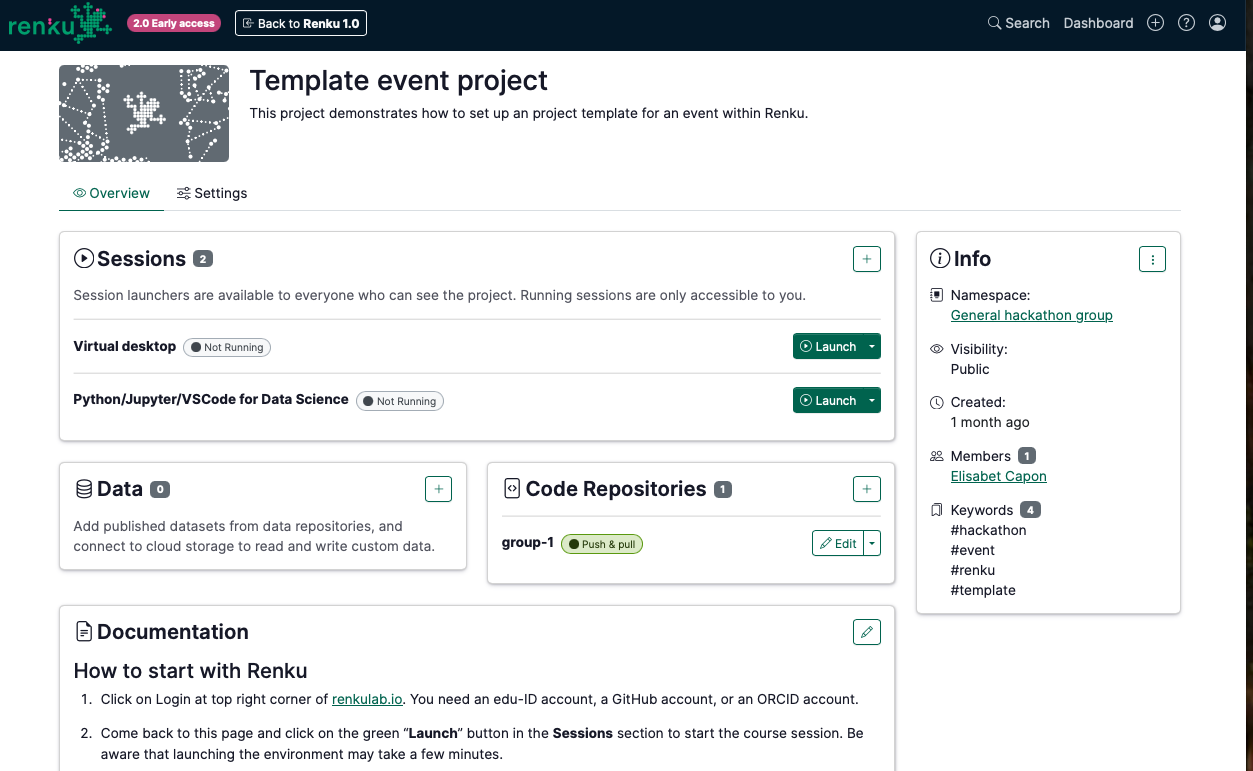 renku
2.0 Early access
Back to Renku 1.0
Search
Dashboard
Template event project
This project demonstrates how to set up an project template for an event within Renku.
Overview
Settings
Sessions 2
Session launchers are available to everyone who can see the project. Running sessions are only accessible to you.
Virtual desktop Not Running
Launch
Python/Jupyter/VSCode for Data Science Not Running
Launch
Data 0
Add published datasets from data repositories, and
connect to cloud storage to read and write custom data.
Code Repositories 1
group-1 Push & pull
Edit
Documentation
How to start with Renku
1. Click on Login at top right corner of renkulab.io. You need an edu-ID account, a GitHub account, or an ORCID account.
2. Come back to this page and click on the green “Launch” button in the Sessions section to start the course session. Be
aware that launching the environment may take a few minutes.
Info
Namespace:
General hackathon group
Visibility:
Public
Created:
1 month ago
Members 1
Elisabet Capon
Keywords 4
#hackathon
#event
#renku
#template